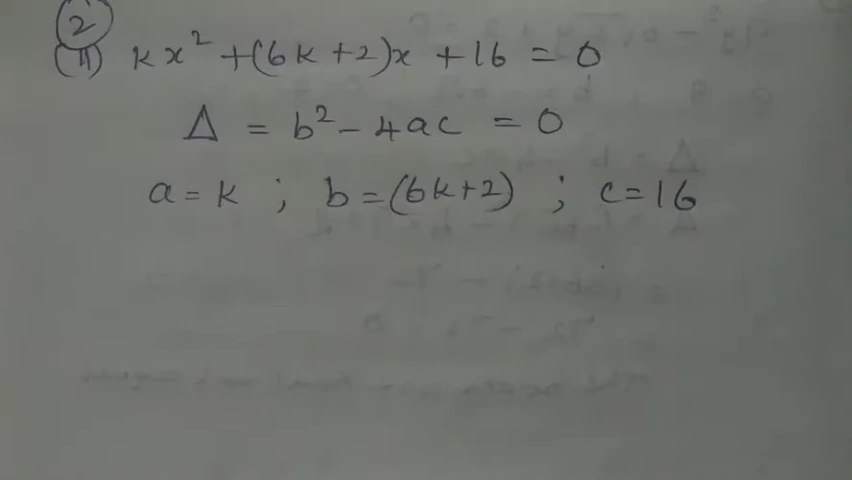 2
(ii) kx² + (6k+2)x + 16 = 0
Δ = b² - 4ac = 0
a = k ; b = (6k+2) ; c = 16